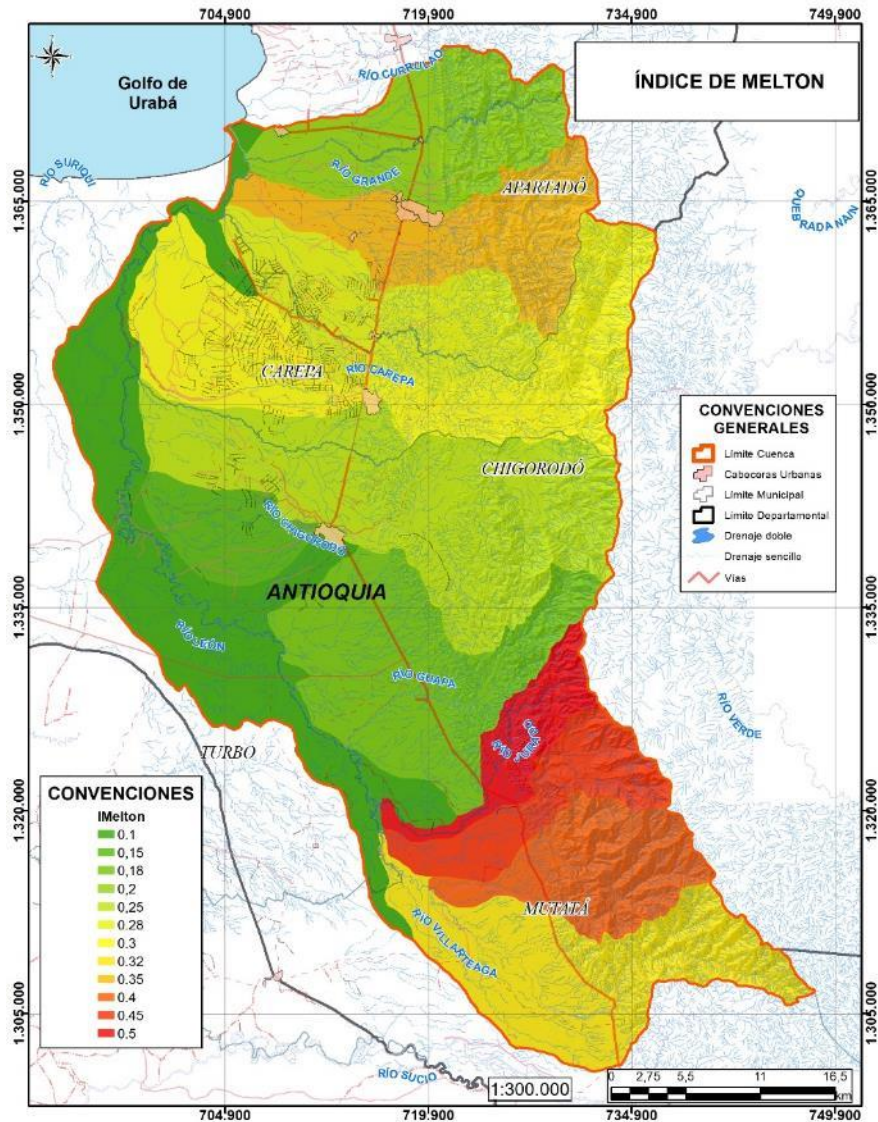 704,900 719,900 734,900 749,900
ÍNDICE DE MELTON
Golfo de
Urabá
RÍO CURRULAO
RÍO SURIQUI
RÍO GRANDE
APARTADÓ
QUEBRADA NAIN
1.365.000
1.365.000
CAREPA
RÍO CAREPA
1.350.000
1.350.000
CHIGORODÓ
RÍO CHIGORODÓ
CONVENCIONES
GENERALES
Límite Cuenca
Cabeceras Urbanas
Límite Municipal
Límite Departamental
Drenaje doble
Drenaje sencillo
Vías
ANTIOQUIA
1.335.000
1.335.000
RÍO LEÓN
RÍO GUAPA
RÍO VERDE
TURBO
1.320.000
1.320.000
MUTATÁ
RÍO VILLARTEAGA
CONVENCIONES
IMelton
0.1
0,15
0,18
0,2
0,25
0.28
0.3
0.32
0.35
0.4
0.45
0.5
1.305.000
1.305.000
RÍO SUCIO
1:300.000
0 2,75 5,5 11 16,5
km
704,900 719,900 734,900 749,900